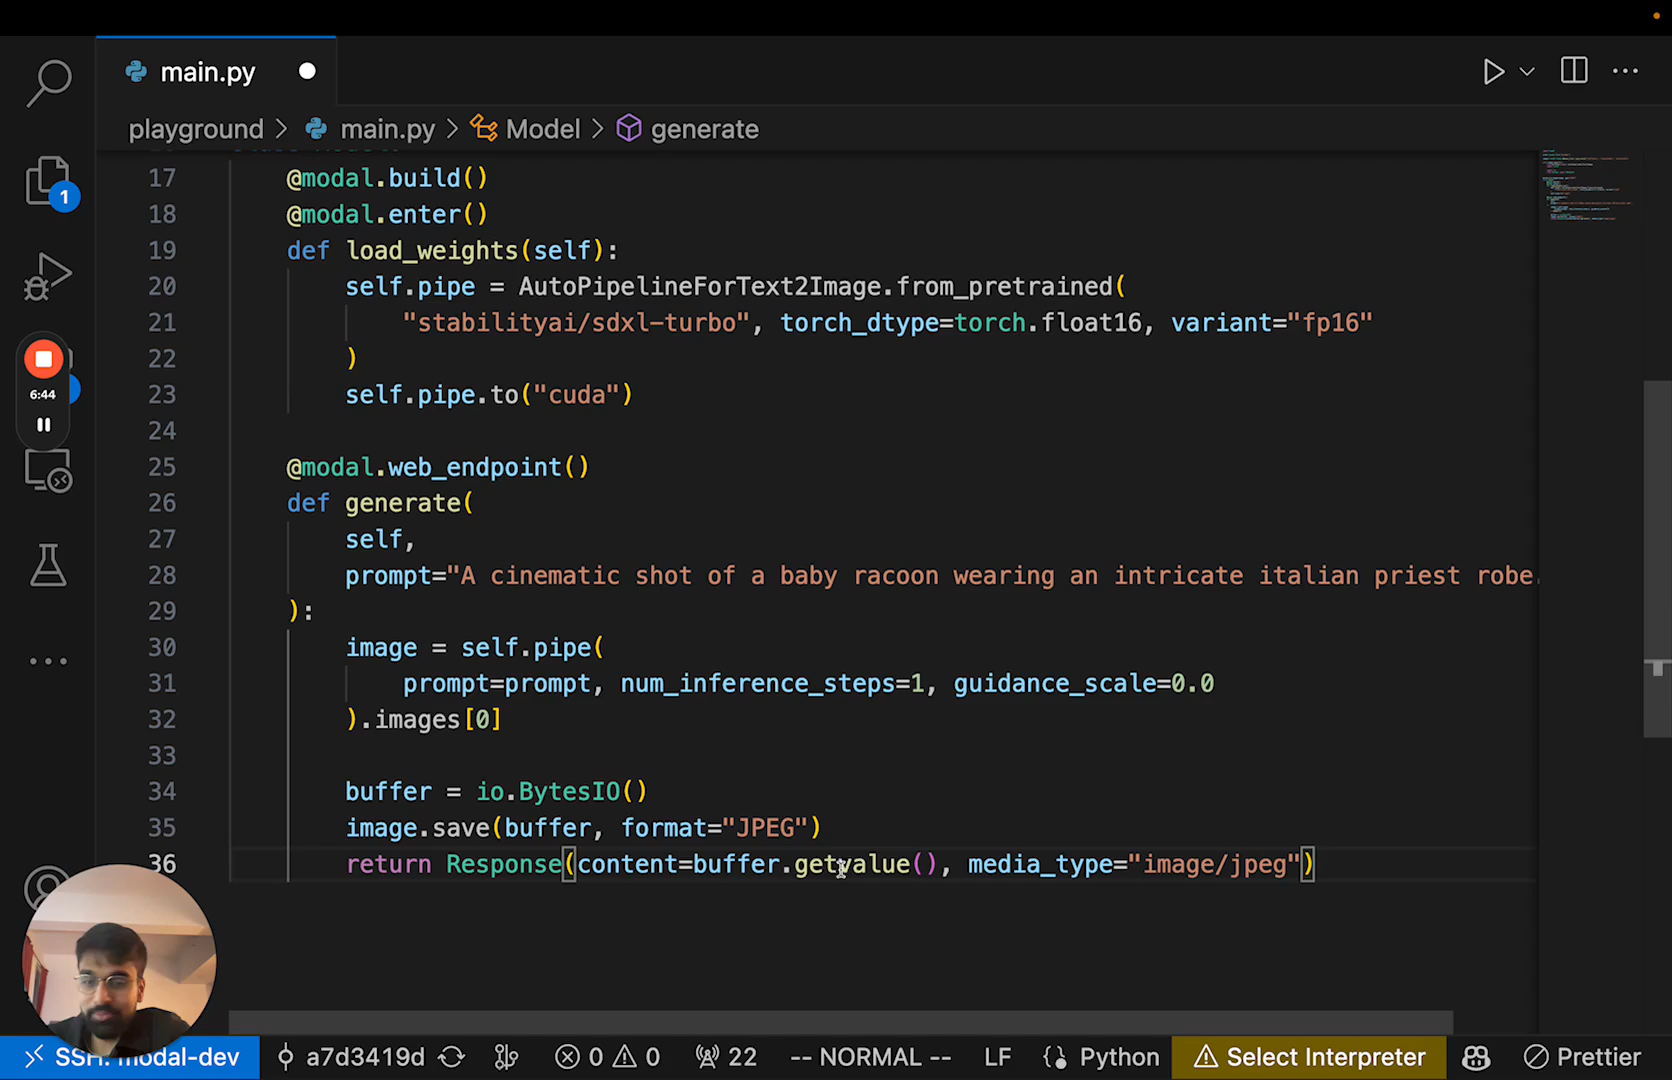 main.py
playground > main.py > Model > generate
1
17 @modal.build()
18 @modal.enter()
19 def load_weights(self):
20 self.pipe = AutoPipelineForText2Image.from_pretrained(
21 "stabilityai/sdxl-turbo", torch_dtype=torch.float16, variant="fp16"
22 )
23 self.pipe.to("cuda")
24
25 @modal.web_endpoint()
26 def generate(
27 self,
28 prompt="A cinematic shot of a baby racoon wearing an intricate italian priest robe.
29 ):
30 image = self.pipe(
31 prompt=prompt, num_inference_steps=1, guidance_scale=0.0
32 ).images[0]
33
34 buffer = io.BytesIO()
35 image.save(buffer, format="JPEG")
36 return Response(content=buffer.getvalue(), media_type="image/jpeg")
6:44
SSH: modal-dev a7d3419d 0 0 22 -- NORMAL -- LF Python Select Interpreter Prettier